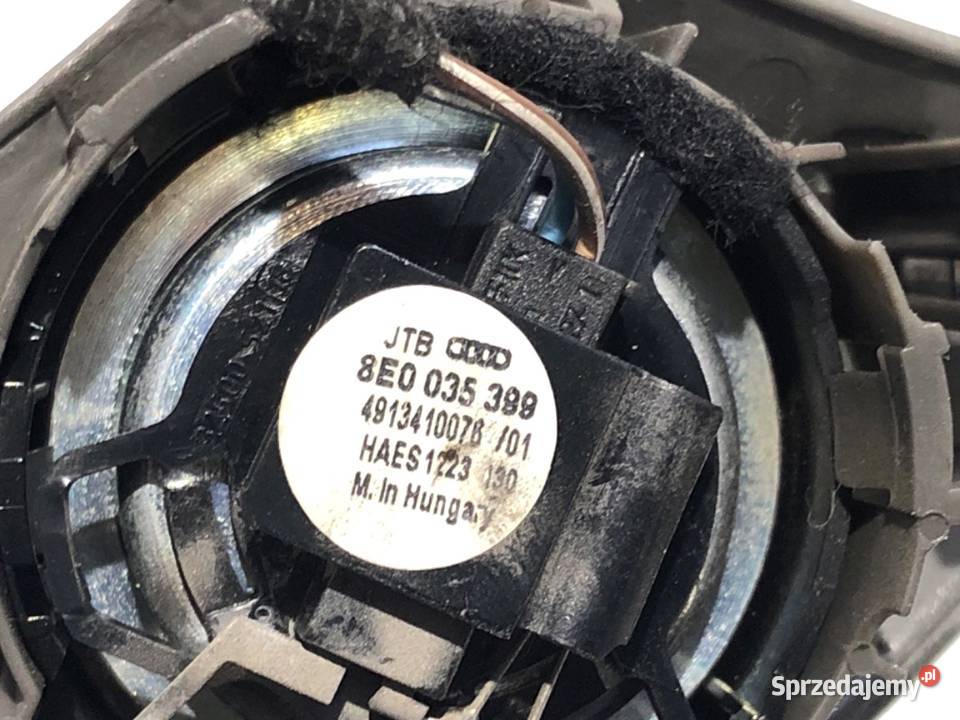 JTB
8E0 035 399
4913410076 /01
HAES1223 130
M. In Hungary
Sprzedajemy.pl